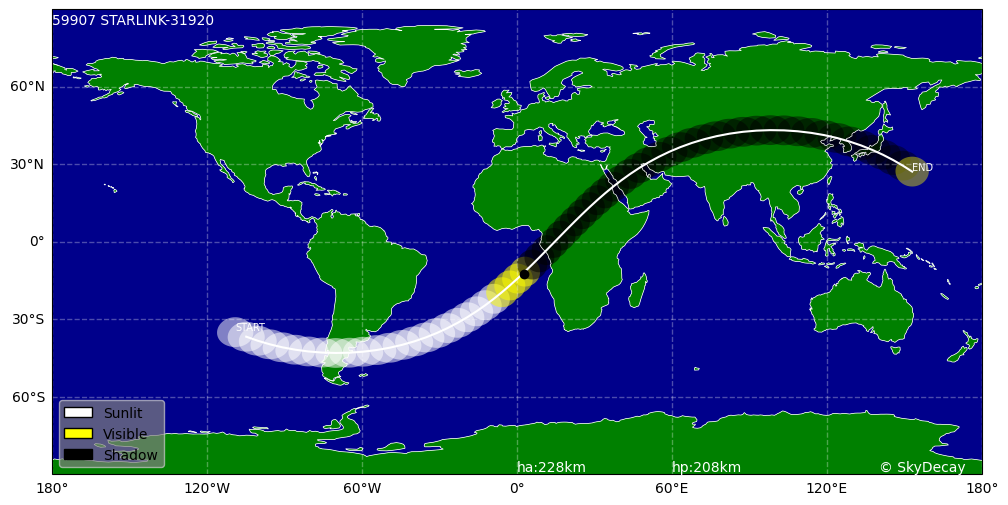 59907 STARLINK-31920
60°N
30°N
0°
30°S
60°S
START
END
Sunlit
Visible
Shadow
ha:228km
hp:208km
© SkyDecay
180°
120°W
60°W
0°
60°E
120°E
180°